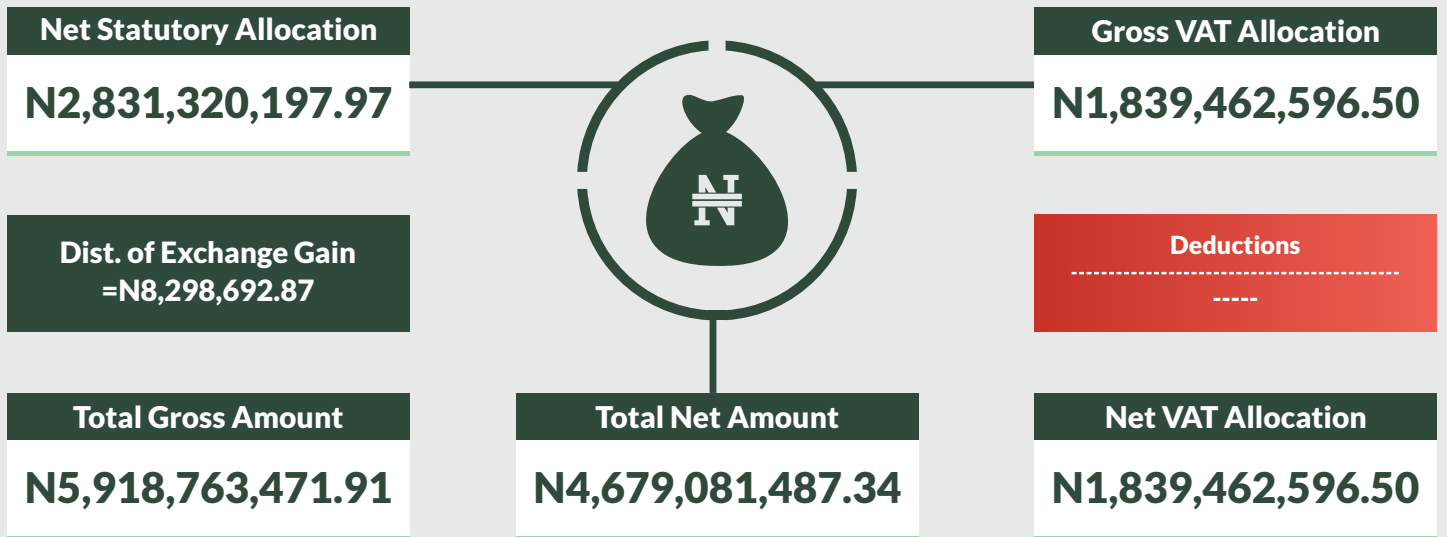 Net Statutory Allocation
N2,831,320,197.97
Gross VAT Allocation
N1,839,462,596.50
₦
Dist. of Exchange Gain
=N8,298,692.87
Deductions
-----------------------------------------------
-----
Total Gross Amount
N5,918,763,471.91
Total Net Amount
N4,679,081,487.34
Net VAT Allocation
N1,839,462,596.50